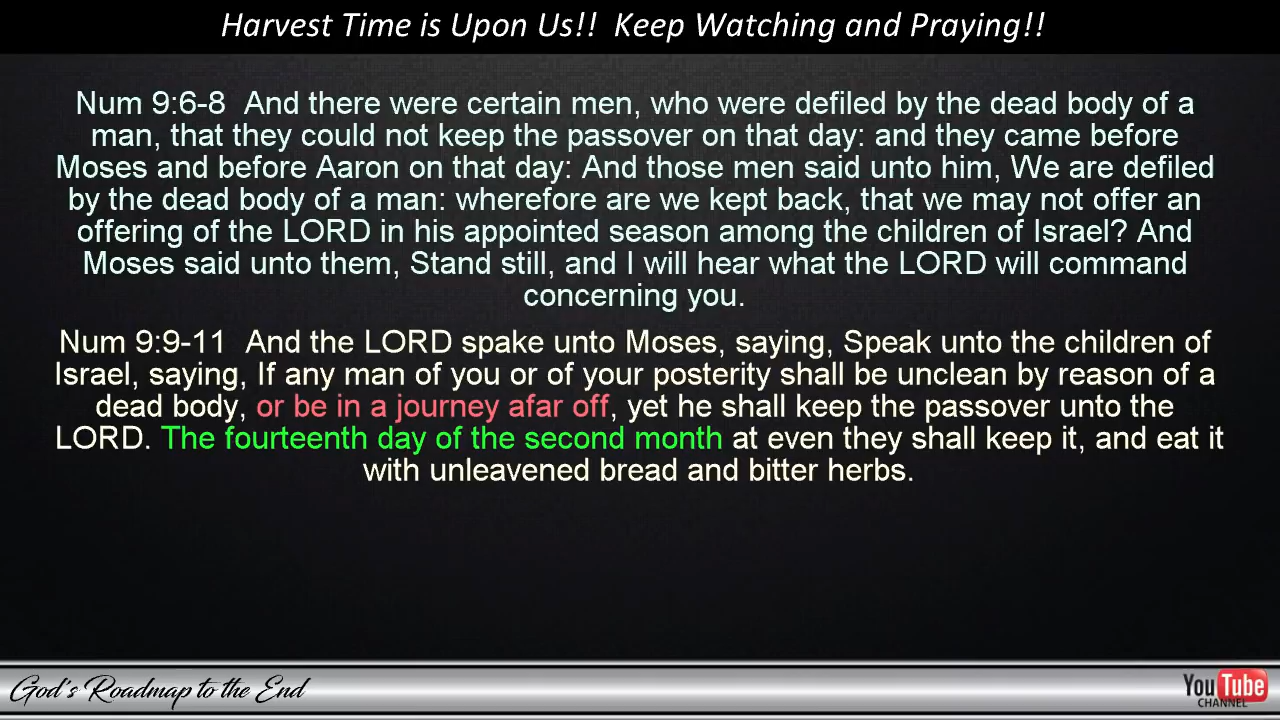 Harvest Time is Upon Us!!  Keep Watching and Praying!!
Num 9:6-8  And there were certain men, who were defiled by the dead body of a
man, that they could not keep the passover on that day: and they came before
Moses and before Aaron on that day: And those men said unto him, We are defiled
by the dead body of a man: wherefore are we kept back, that we may not offer an
offering of the LORD in his appointed season among the children of Israel? And
Moses said unto them, Stand still, and I will hear what the LORD will command
concerning you.
Num 9:9-11  And the LORD spake unto Moses, saying, Speak unto the children of
Israel, saying, If any man of you or of your posterity shall be unclean by reason of a
dead body, or be in a journey afar off, yet he shall keep the passover unto the
LORD. The fourteenth day of the second month at even they shall keep it, and eat it
with unleavened bread and bitter herbs.
God's Roadmap to the End
YouTube
CHANNEL